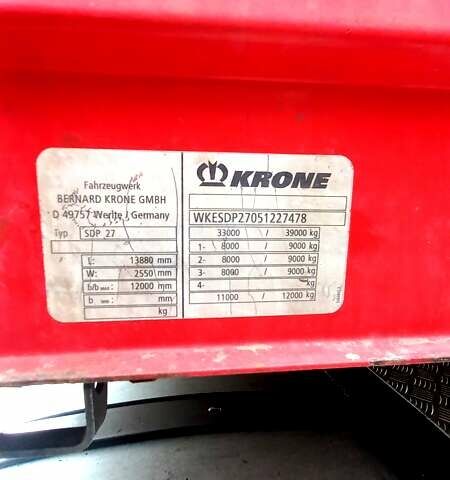 Fahrzeugwerk
BERNARD KRONE GMBH
D 49757 Werlte / Germany
Typ SDP 27
L: 13880 mm
W: 2550 mm
b/b MAX : 12000 mm
b MIN : mm
kg
KRONE
WKESDP27051227478
33000 / 39000 kg
1- 8000 / 9000 kg
2- 8000 / 9000 kg
3- 8000 / 9000 kg
4- kg
11000 / 12000 kg